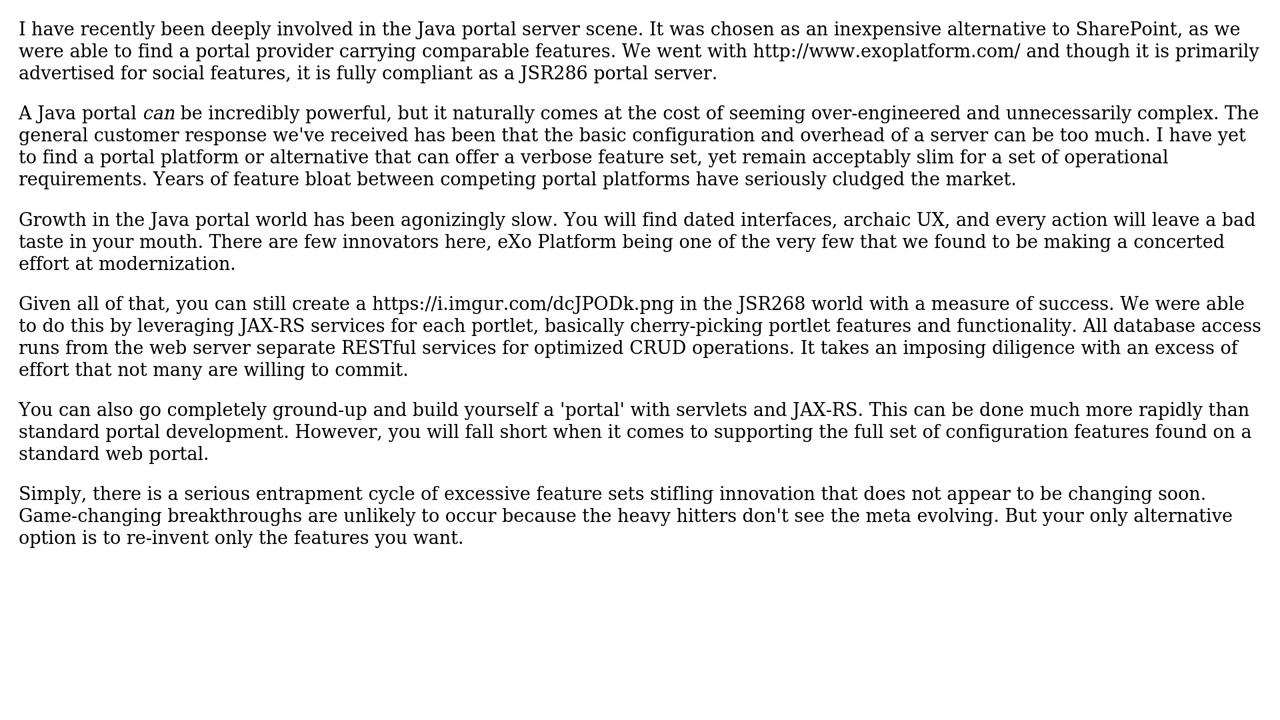 I have recently been deeply involved in the Java portal server scene. It was chosen as an inexpensive alternative to SharePoint, as we
were able to find a portal provider carrying comparable features. We went with http://www.exoplatform.com/ and though it is primarily
advertised for social features, it is fully compliant as a JSR286 portal server.
A Java portal can be incredibly powerful, but it naturally comes at the cost of seeming over-engineered and unnecessarily complex. The
general customer response we've received has been that the basic configuration and overhead of a server can be too much. I have yet
to find a portal platform or alternative that can offer a verbose feature set, yet remain acceptably slim for a set of operational
requirements. Years of feature bloat between competing portal platforms have seriously cludged the market.
Growth in the Java portal world has been agonizingly slow. You will find dated interfaces, archaic UX, and every action will leave a bad
taste in your mouth. There are few innovators here, eXo Platform being one of the very few that we found to be making a concerted
effort at modernization.
Given all of that, you can still create a https://i.imgur.com/dcJPODk.png in the JSR268 world with a measure of success. We were able
to do this by leveraging JAX-RS services for each portlet, basically cherry-picking portlet features and functionality. All database access
runs from the web server separate RESTful services for optimized CRUD operations. It takes an imposing diligence with an excess of
effort that not many are willing to commit.
You can also go completely ground-up and build yourself a 'portal' with servlets and JAX-RS. This can be done much more rapidly than
standard portal development. However, you will fall short when it comes to supporting the full set of configuration features found on a
standard web portal.
Simply, there is a serious entrapment cycle of excessive feature sets stifling innovation that does not appear to be changing soon.
Game-changing breakthroughs are unlikely to occur because the heavy hitters don't see the meta evolving. But your only alternative
option is to re-invent only the features you want.